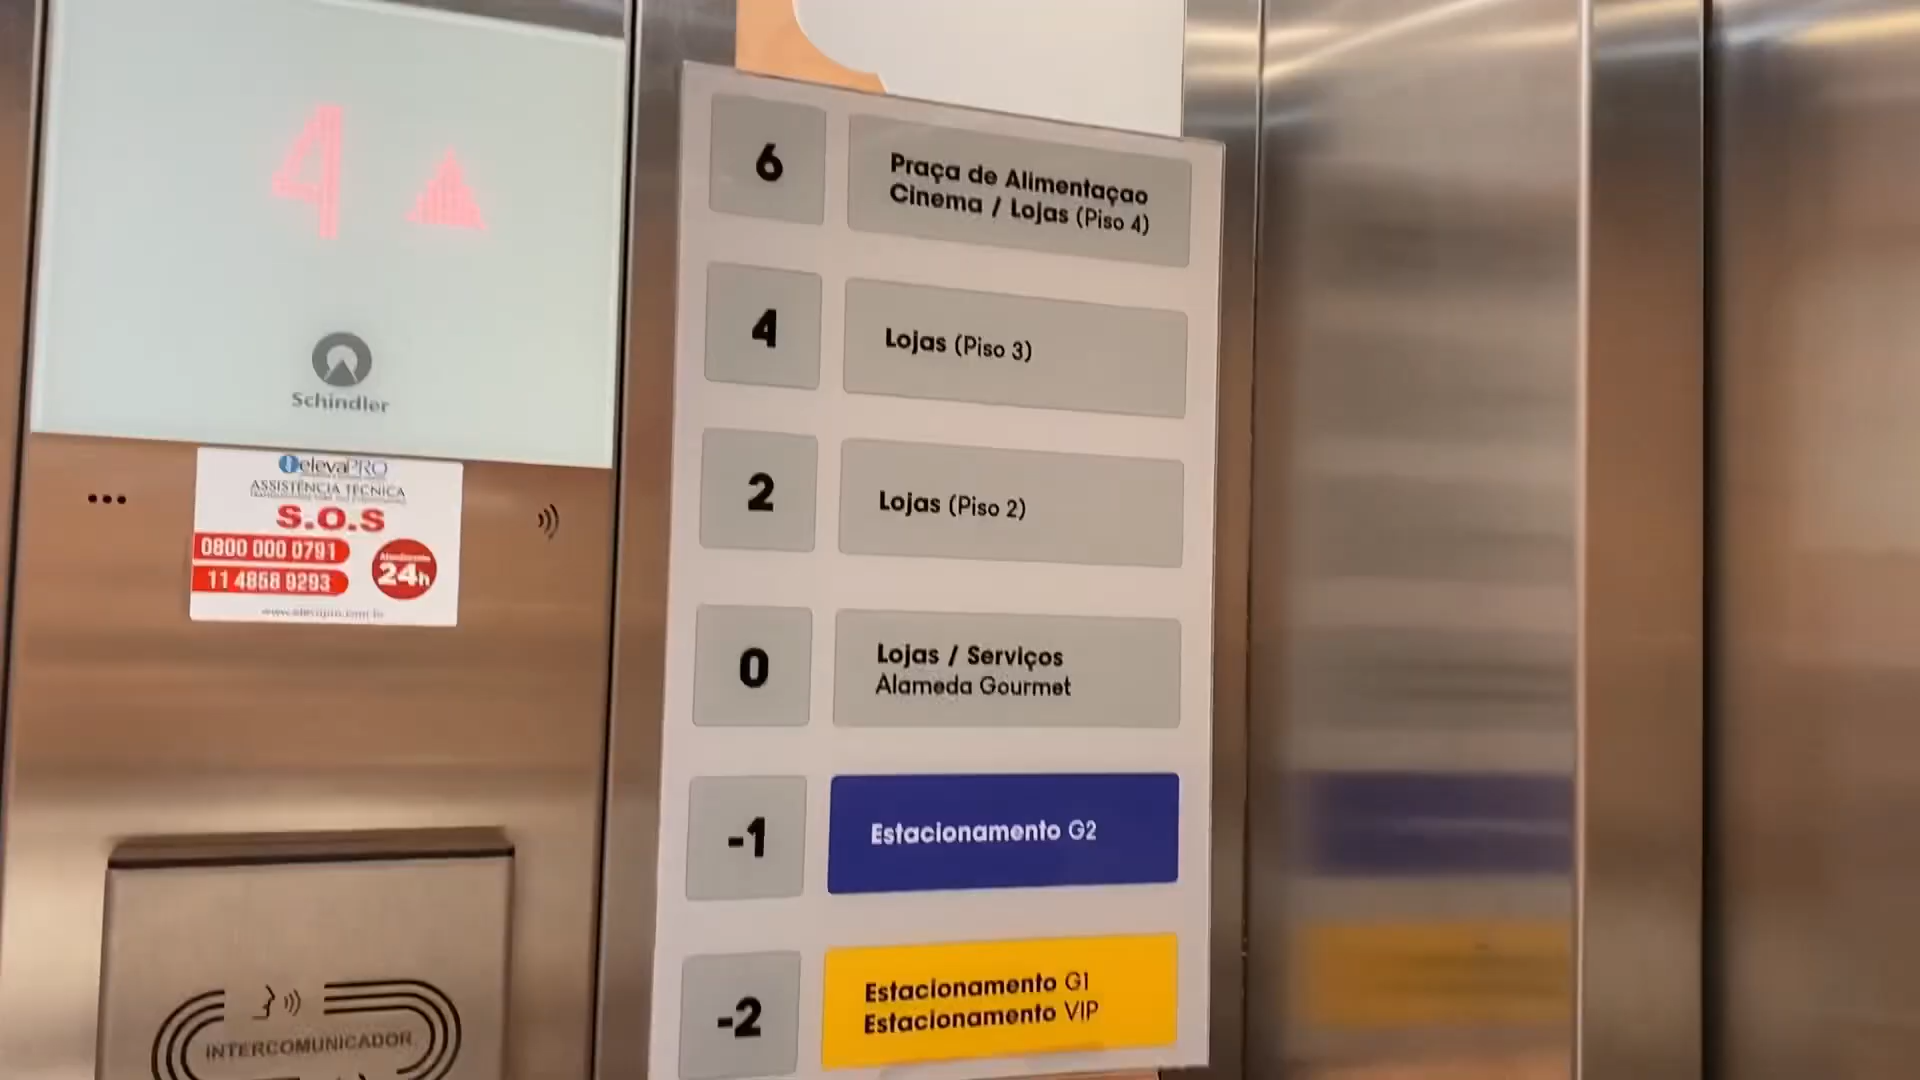 4
Schindler
elevaPRO
ASSISTÊNCIA TÉCNICA
S.O.S
0800 000 0791
11 4858 9293
24h
INTERCOMUNICADOR
6
Praça de Alimentaçao
Cinema / Lojas (Piso 4)
4
Lojas (Piso 3)
2
Lojas (Piso 2)
0
Lojas / Serviços
Alameda Gourmet
-1
Estacionamento G2
-2
Estacionamento G1
Estacionamento VIP